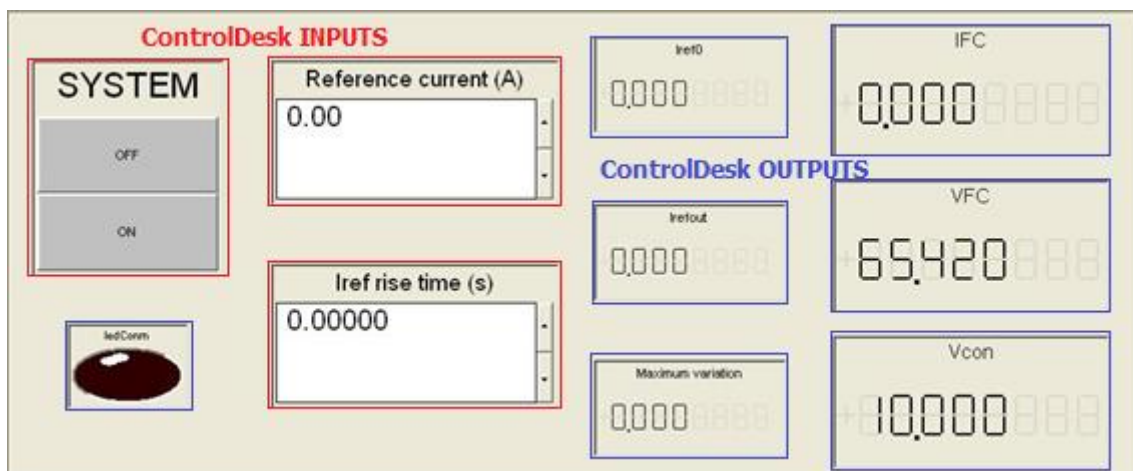 ControlDesk INPUTS
SYSTEM
OFF
ON
ledConm
Reference current (A)
0.00
Iref rise time (s)
0.00000
Iref0
0.000
ControlDesk OUTPUTS
Irefout
0.000
Maximum variation
0.000
IFC
0.000
VFC
65.420
Vcon
10.000